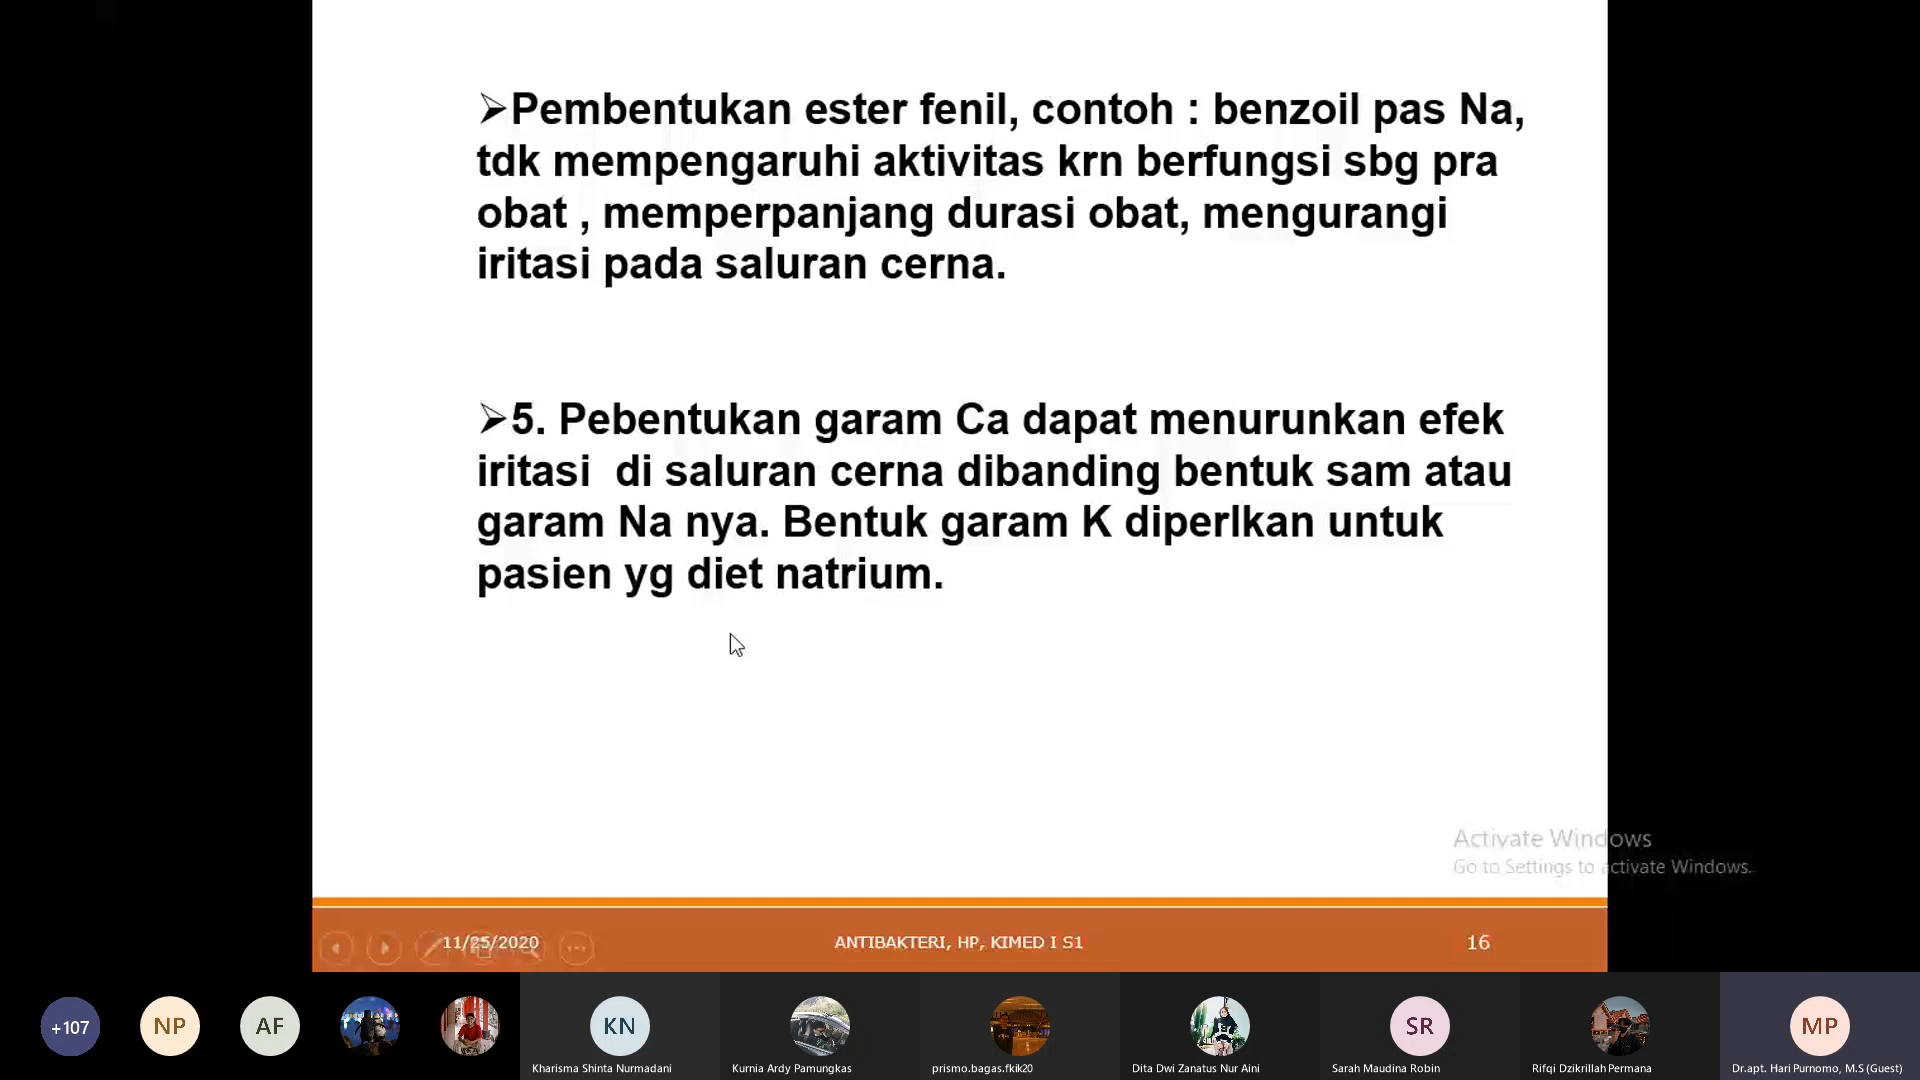 ➢Pembentukan ester fenil, contoh : benzoil pas Na,
tdk mempengaruhi aktivitas krn berfungsi sbg pra
obat , memperpanjang durasi obat, mengurangi
iritasi pada saluran cerna.
➢5. Pebentukan garam Ca dapat menurunkan efek
iritasi  di saluran cerna dibanding bentuk sam atau
garam Na nya. Bentuk garam K diperlkan untuk
pasien yg diet natrium.
Activate Windows
Go to Settings to activate Windows.
11/25/2020
ANTIBAKTERI, HP, KIMED I S1
16
+107
NP
AF
KN
SR
MP
Kharisma Shinta Nurmadani
Kurnia Ardy Pamungkas
prismo.bagas.fkik20
Dita Dwi Zanatus Nur Aini
Sarah Maudina Robin
Rifqi Dzikrillah Permana
Dr.apt. Hari Purnomo, M.S (Guest)